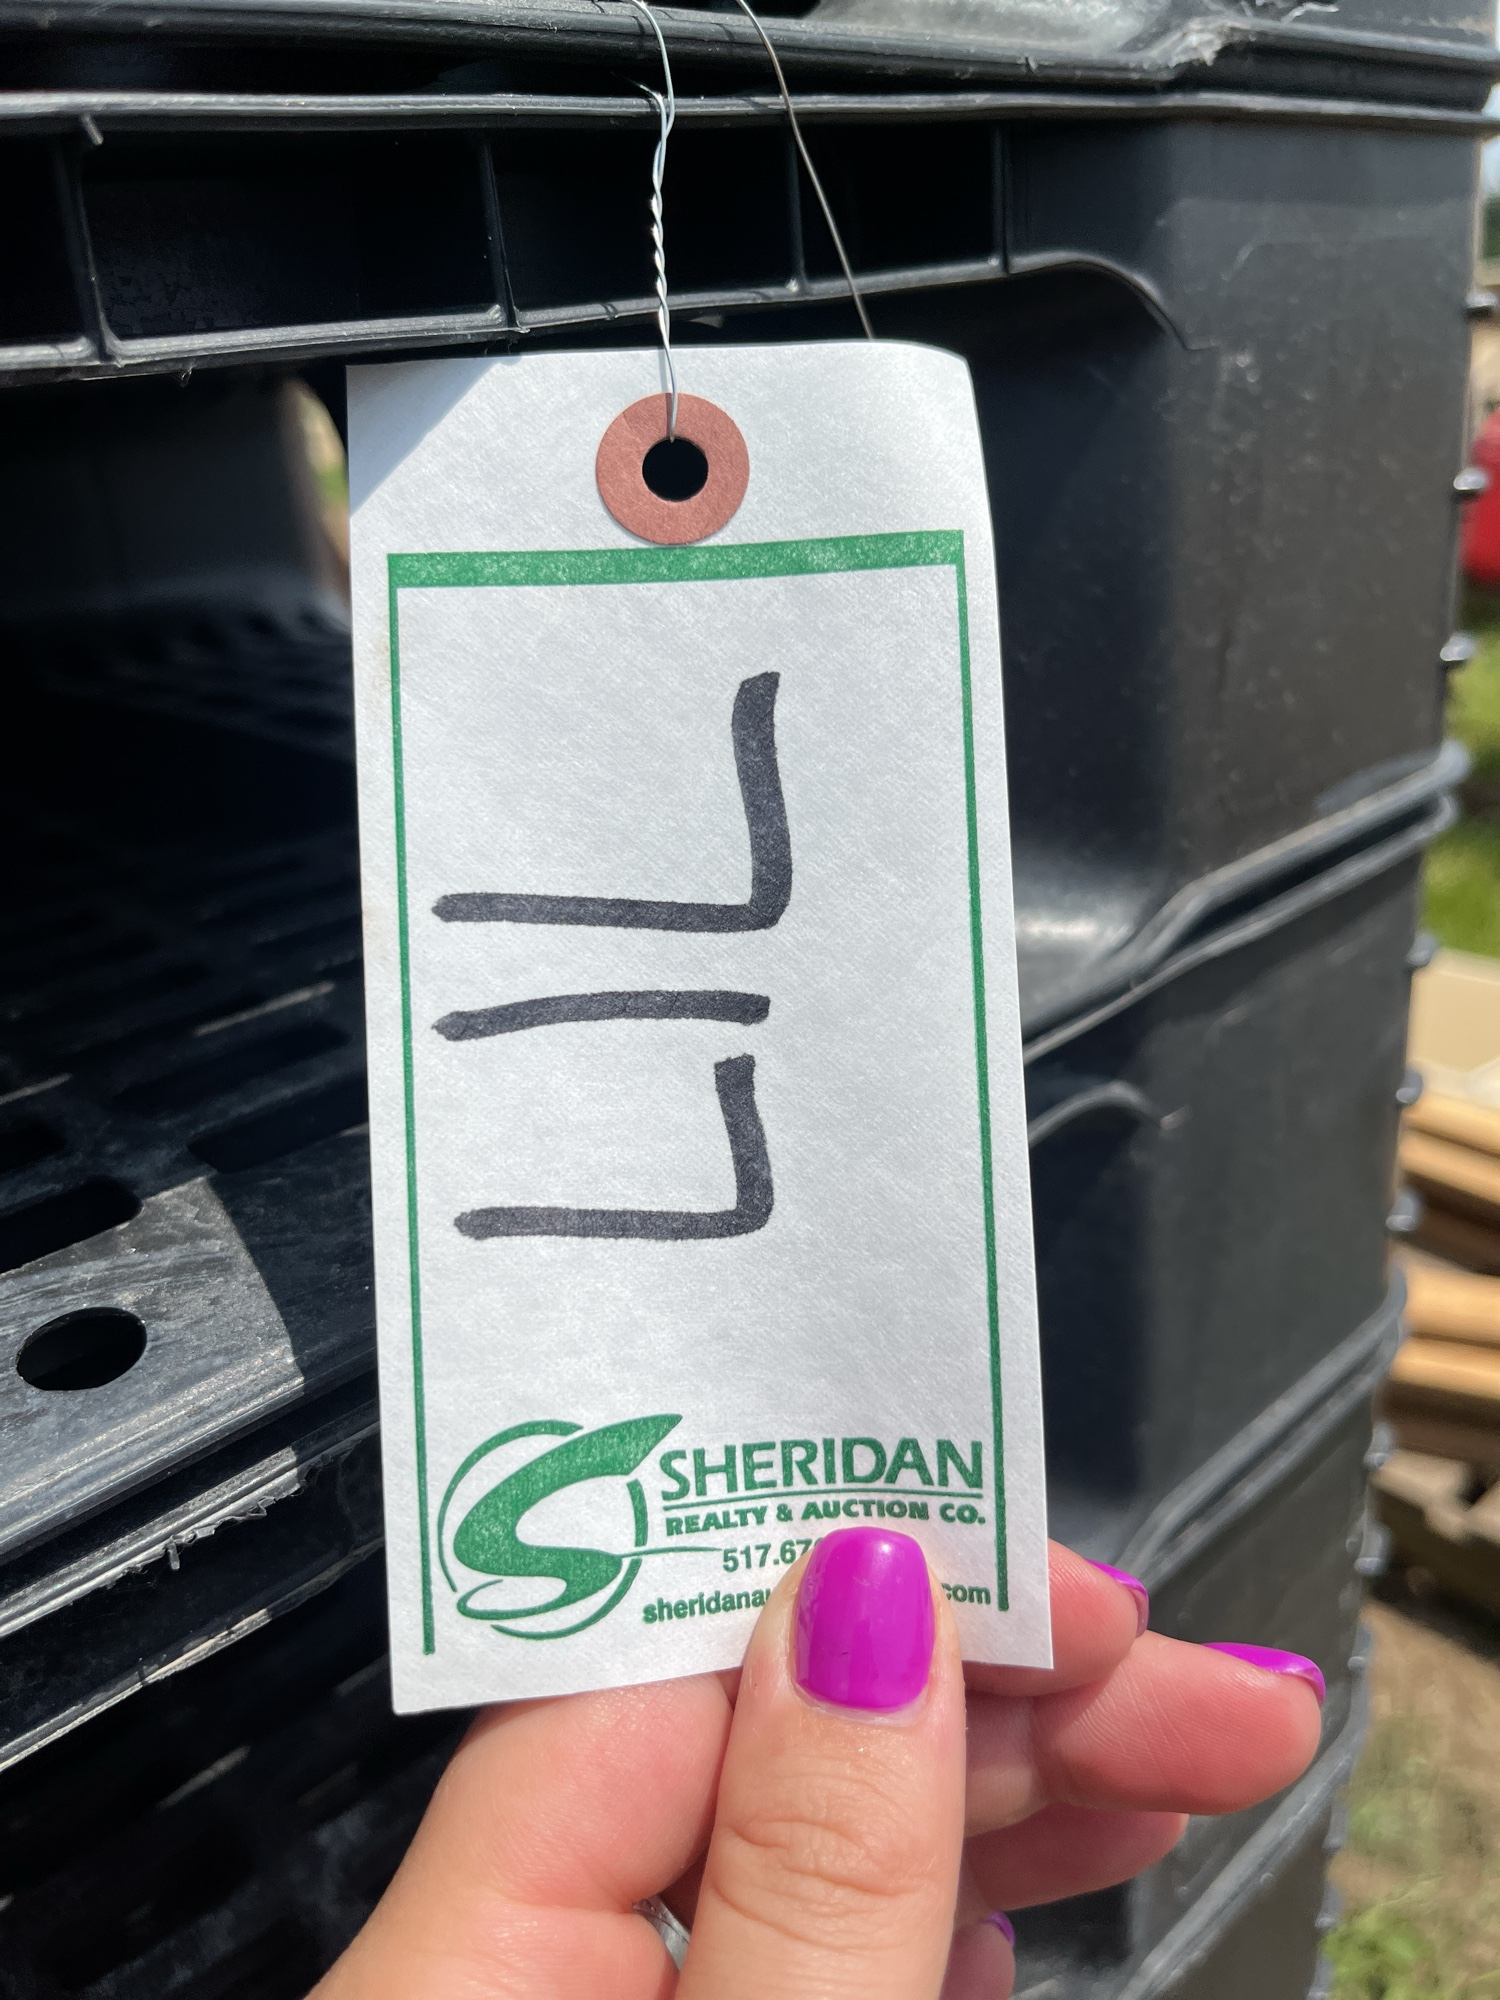 717
SHERIDAN
REALTY & AUCTION CO.